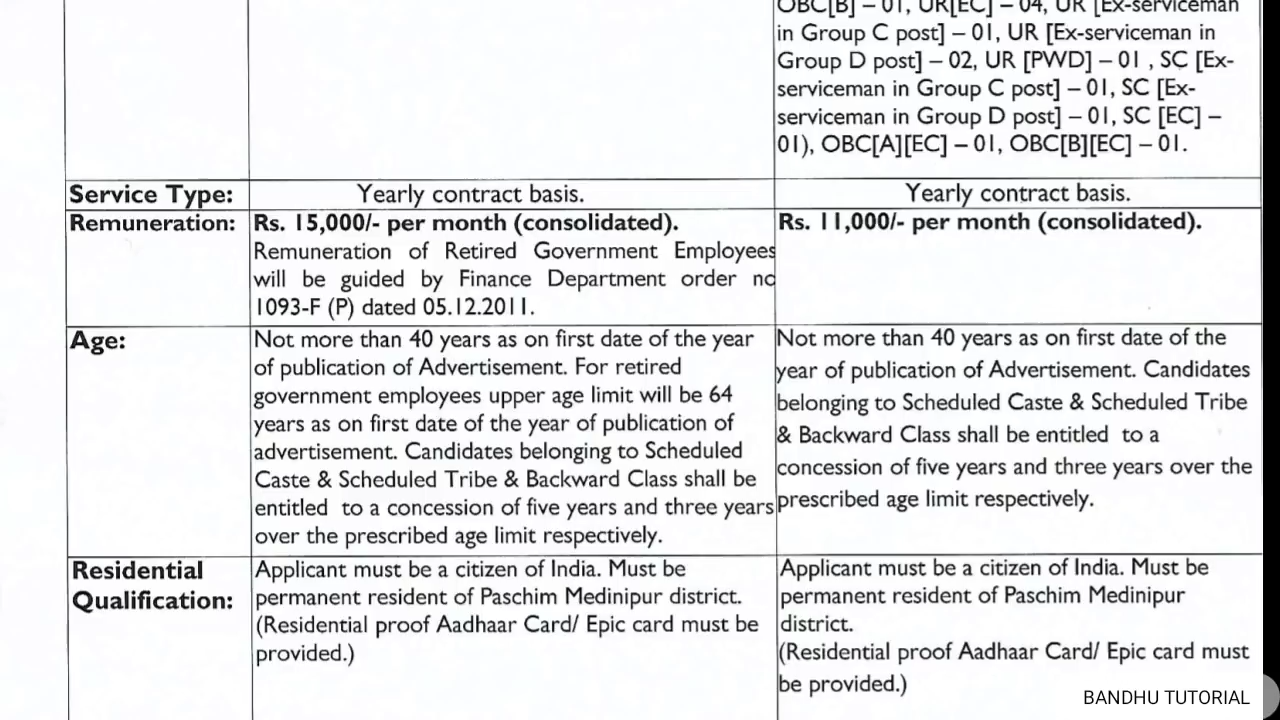 OBC[B] – 01, UR[EC] – 04, UR [Ex-serviceman
in Group C post] – 01, UR [Ex-serviceman in
Group D post] – 02, UR [PWD] – 01 , SC [Ex-
serviceman in Group C post] – 01, SC [Ex-
serviceman in Group D post] – 01, SC [EC] –
01), OBC[A][EC] – 01, OBC[B][EC] – 01.
Service Type:
Yearly contract basis.
Yearly contract basis.
Remuneration:
Rs. 15,000/- per month (consolidated).
Remuneration of Retired Government Employees
will be guided by Finance Department order no
1093-F (P) dated 05.12.2011.
Rs. 11,000/- per month (consolidated).
Age:
Not more than 40 years as on first date of the year
of publication of Advertisement. For retired
government employees upper age limit will be 64
years as on first date of the year of publication of
advertisement. Candidates belonging to Scheduled
Caste & Scheduled Tribe & Backward Class shall be
entitled to a concession of five years and three years
over the prescribed age limit respectively.
Not more than 40 years as on first date of the
year of publication of Advertisement. Candidates
belonging to Scheduled Caste & Scheduled Tribe
& Backward Class shall be entitled to a
concession of five years and three years over the
prescribed age limit respectively.
Residential
Qualification:
Applicant must be a citizen of India. Must be
permanent resident of Paschim Medinipur district.
(Residential proof Aadhaar Card/ Epic card must be
provided.)
Applicant must be a citizen of India. Must be
permanent resident of Paschim Medinipur
district.
(Residential proof Aadhaar Card/ Epic card must
be provided.)
BANDHU TUTORIAL